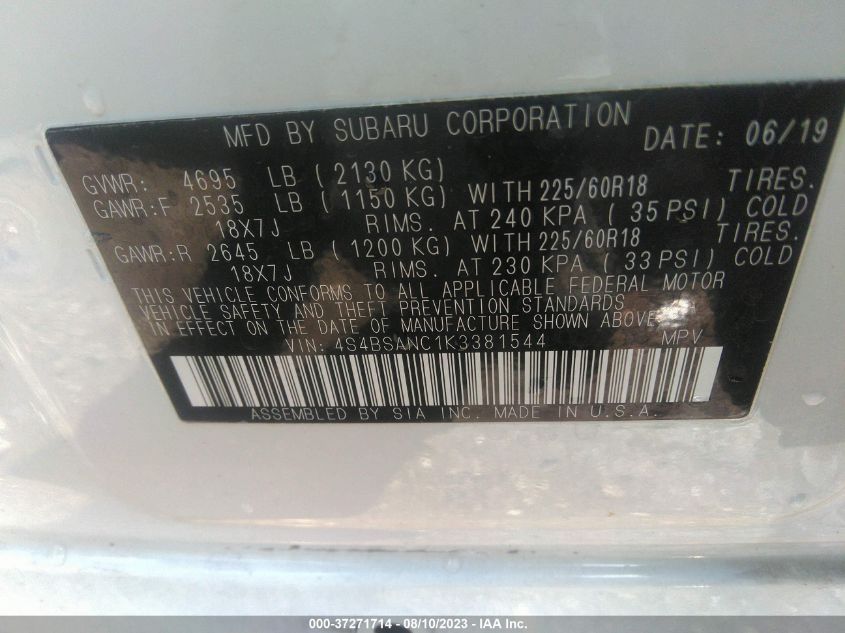 MFD BY SUBARU CORPORATION DATE: 06/19
GVWR: 4695 LB ( 2130 KG)
GAWR:F 2535 LB ( 1150 KG) WITH 225/60R18 TIRES.
18X7J RIMS. AT 240 KPA ( 35 PSI) COLD
GAWR:R 2645 LB ( 1200 KG) WITH 225/60R18 TIRES.
18X7J RIMS. AT 230 KPA ( 33 PSI) COLD
THIS VEHICLE CONFORMS TO ALL APPLICABLE FEDERAL MOTOR
VEHICLE SAFETY AND THEFT PREVENTION STANDARDS
IN EFFECT ON THE DATE OF MANUFACTURE SHOWN ABOVE.
VIN: 4S4BSANC1K3381544 MPV
ASSEMBLED BY SIA INC. MADE IN U.S.A.
000-37271714 - 08/10/2023 - IAA Inc.